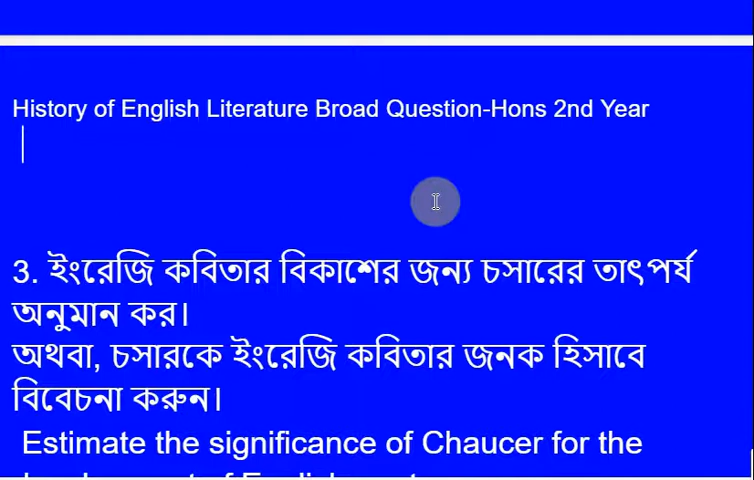 History of English Literature Broad Question-Hons 2nd Year
3. ইংরেজি কবিতার বিকাশের জন্য চসারের তাৎপর্য
অনুমান কর।
অথবা, চসারকে ইংরেজি কবিতার জনক হিসাবে
বিবেচনা করুন।
Estimate the significance of Chaucer for the